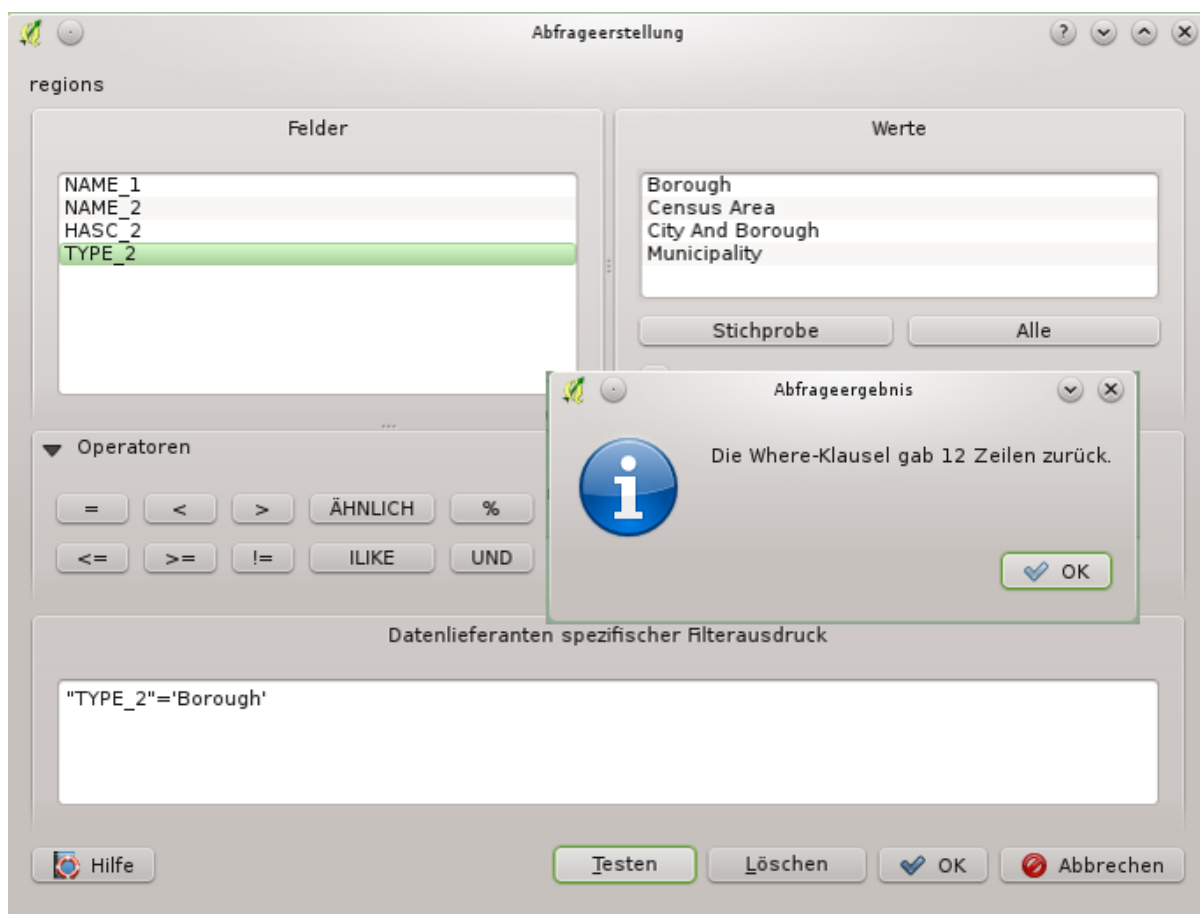 Abfrageerstellung
regions
Felder
NAME_1
NAME_2
HASC_2
TYPE_2
Werte
Borough
Census Area
City And Borough
Municipality
Stichprobe Alle
Abfrageergebnis
Die Where-Klausel gab 12 Zeilen zurück.
OK
Operatoren
= < > ÄHNLICH %
<= >= != ILIKE UND
Datenlieferanten spezifischer Filterausdruck
"TYPE_2"='Borough'
Hilfe Testen Löschen OK Abbrechen